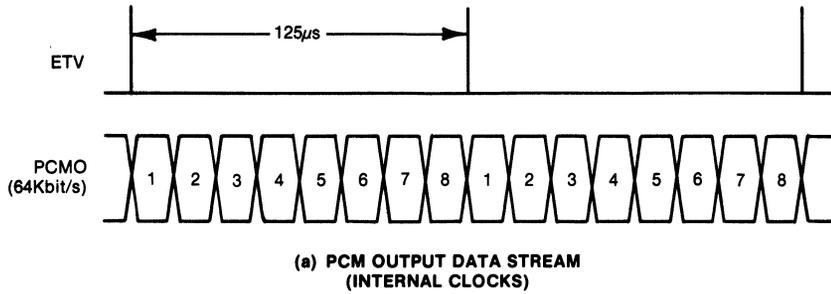 125µs
ETV
PCMO
(64Kbit/s)
1 2 3 4 5 6 7 8 1 2 3 4 5 6 7 8
(a) PCM OUTPUT DATA STREAM
(INTERNAL CLOCKS)